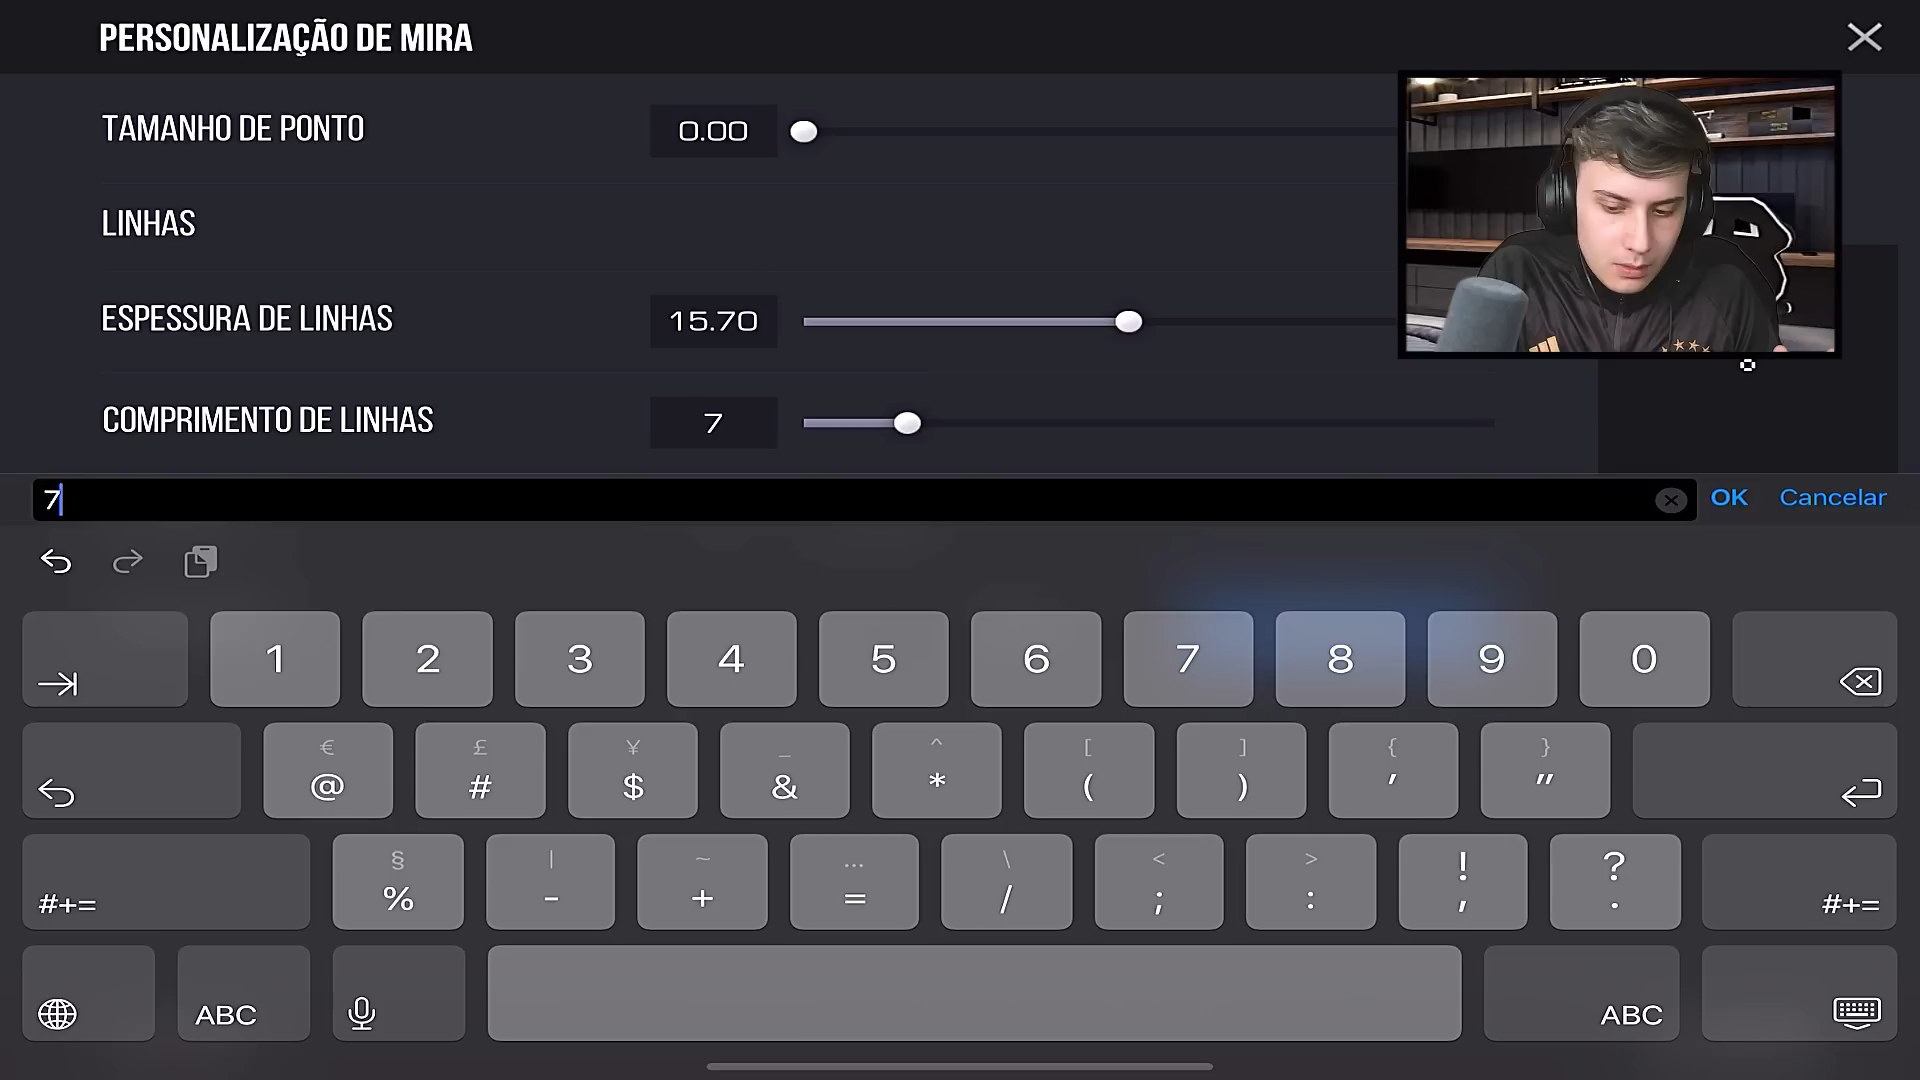 PERSONALIZAÇÃO DE MIRA
TAMANHO DE PONTO
0.00
LINHAS
ESPESSURA DE LINHAS
15.70
COMPRIMENTO DE LINHAS
7
7
OK
Cancelar
1 2 3 4 5 6 7 8 9 0
€ £ ¥ _ ^ [ ] { }
@ # $ & * ( ) ' "
§ | ~ … \ < > ! ?
#+= % - + = / ; : , . #+=
ABC
ABC